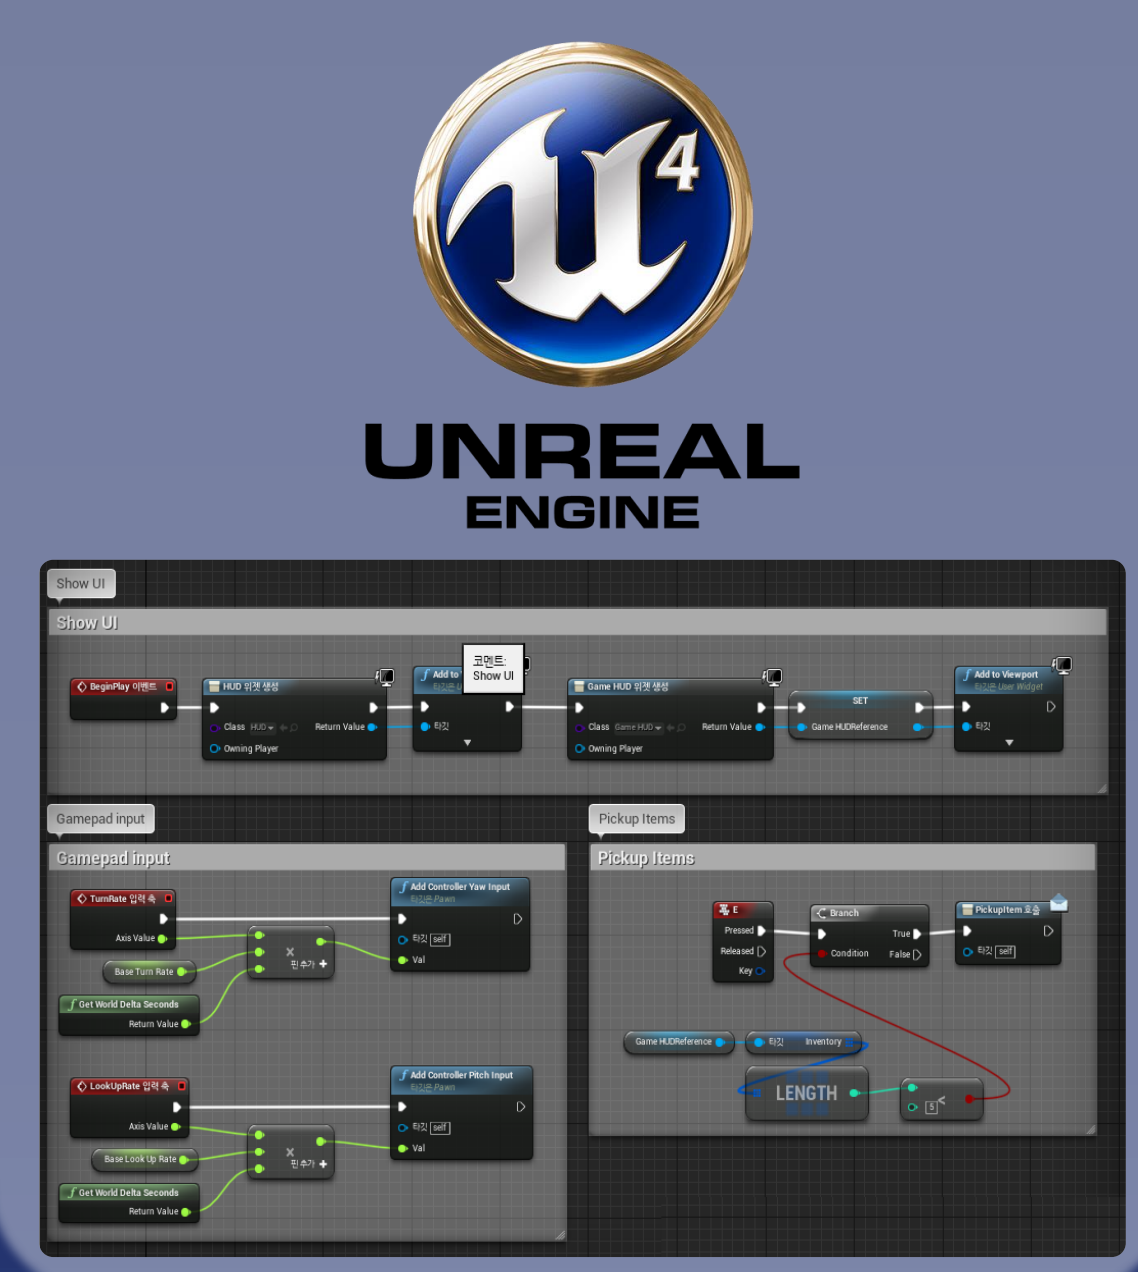 4
UNREAL
ENGINE
Show UI
Show UI
코멘트:
Show UI
BeginPlay 이벤트
HUD 위젯 생성
Class HUD
Return Value
Owning Player
Add to
타깃은 U
타깃
Game HUD 위젯 생성
Class Game HUD
Return Value
Owning Player
SET
Game HUDReference
Add to Viewport
타깃은 User Widget
타깃
Gamepad input
Gamepad input
TurnRate 입력 축
Axis Value
Base Turn Rate
f Get World Delta Seconds
Return Value
X
핀 추가 +
f Add Controller Yaw Input
타깃은 Pawn
타깃 self
Val
LookUpRate 입력 축
Axis Value
Base Look Up Rate
f Get World Delta Seconds
Return Value
X
핀 추가 +
f Add Controller Pitch Input
타깃은 Pawn
타깃 self
Val
Pickup Items
Pickup Items
E
Pressed
Released
Key
Branch
True
Condition
False
PickupItem 호출
타깃 self
Game HUDReference
타깃 Inventory
LENGTH
<
5